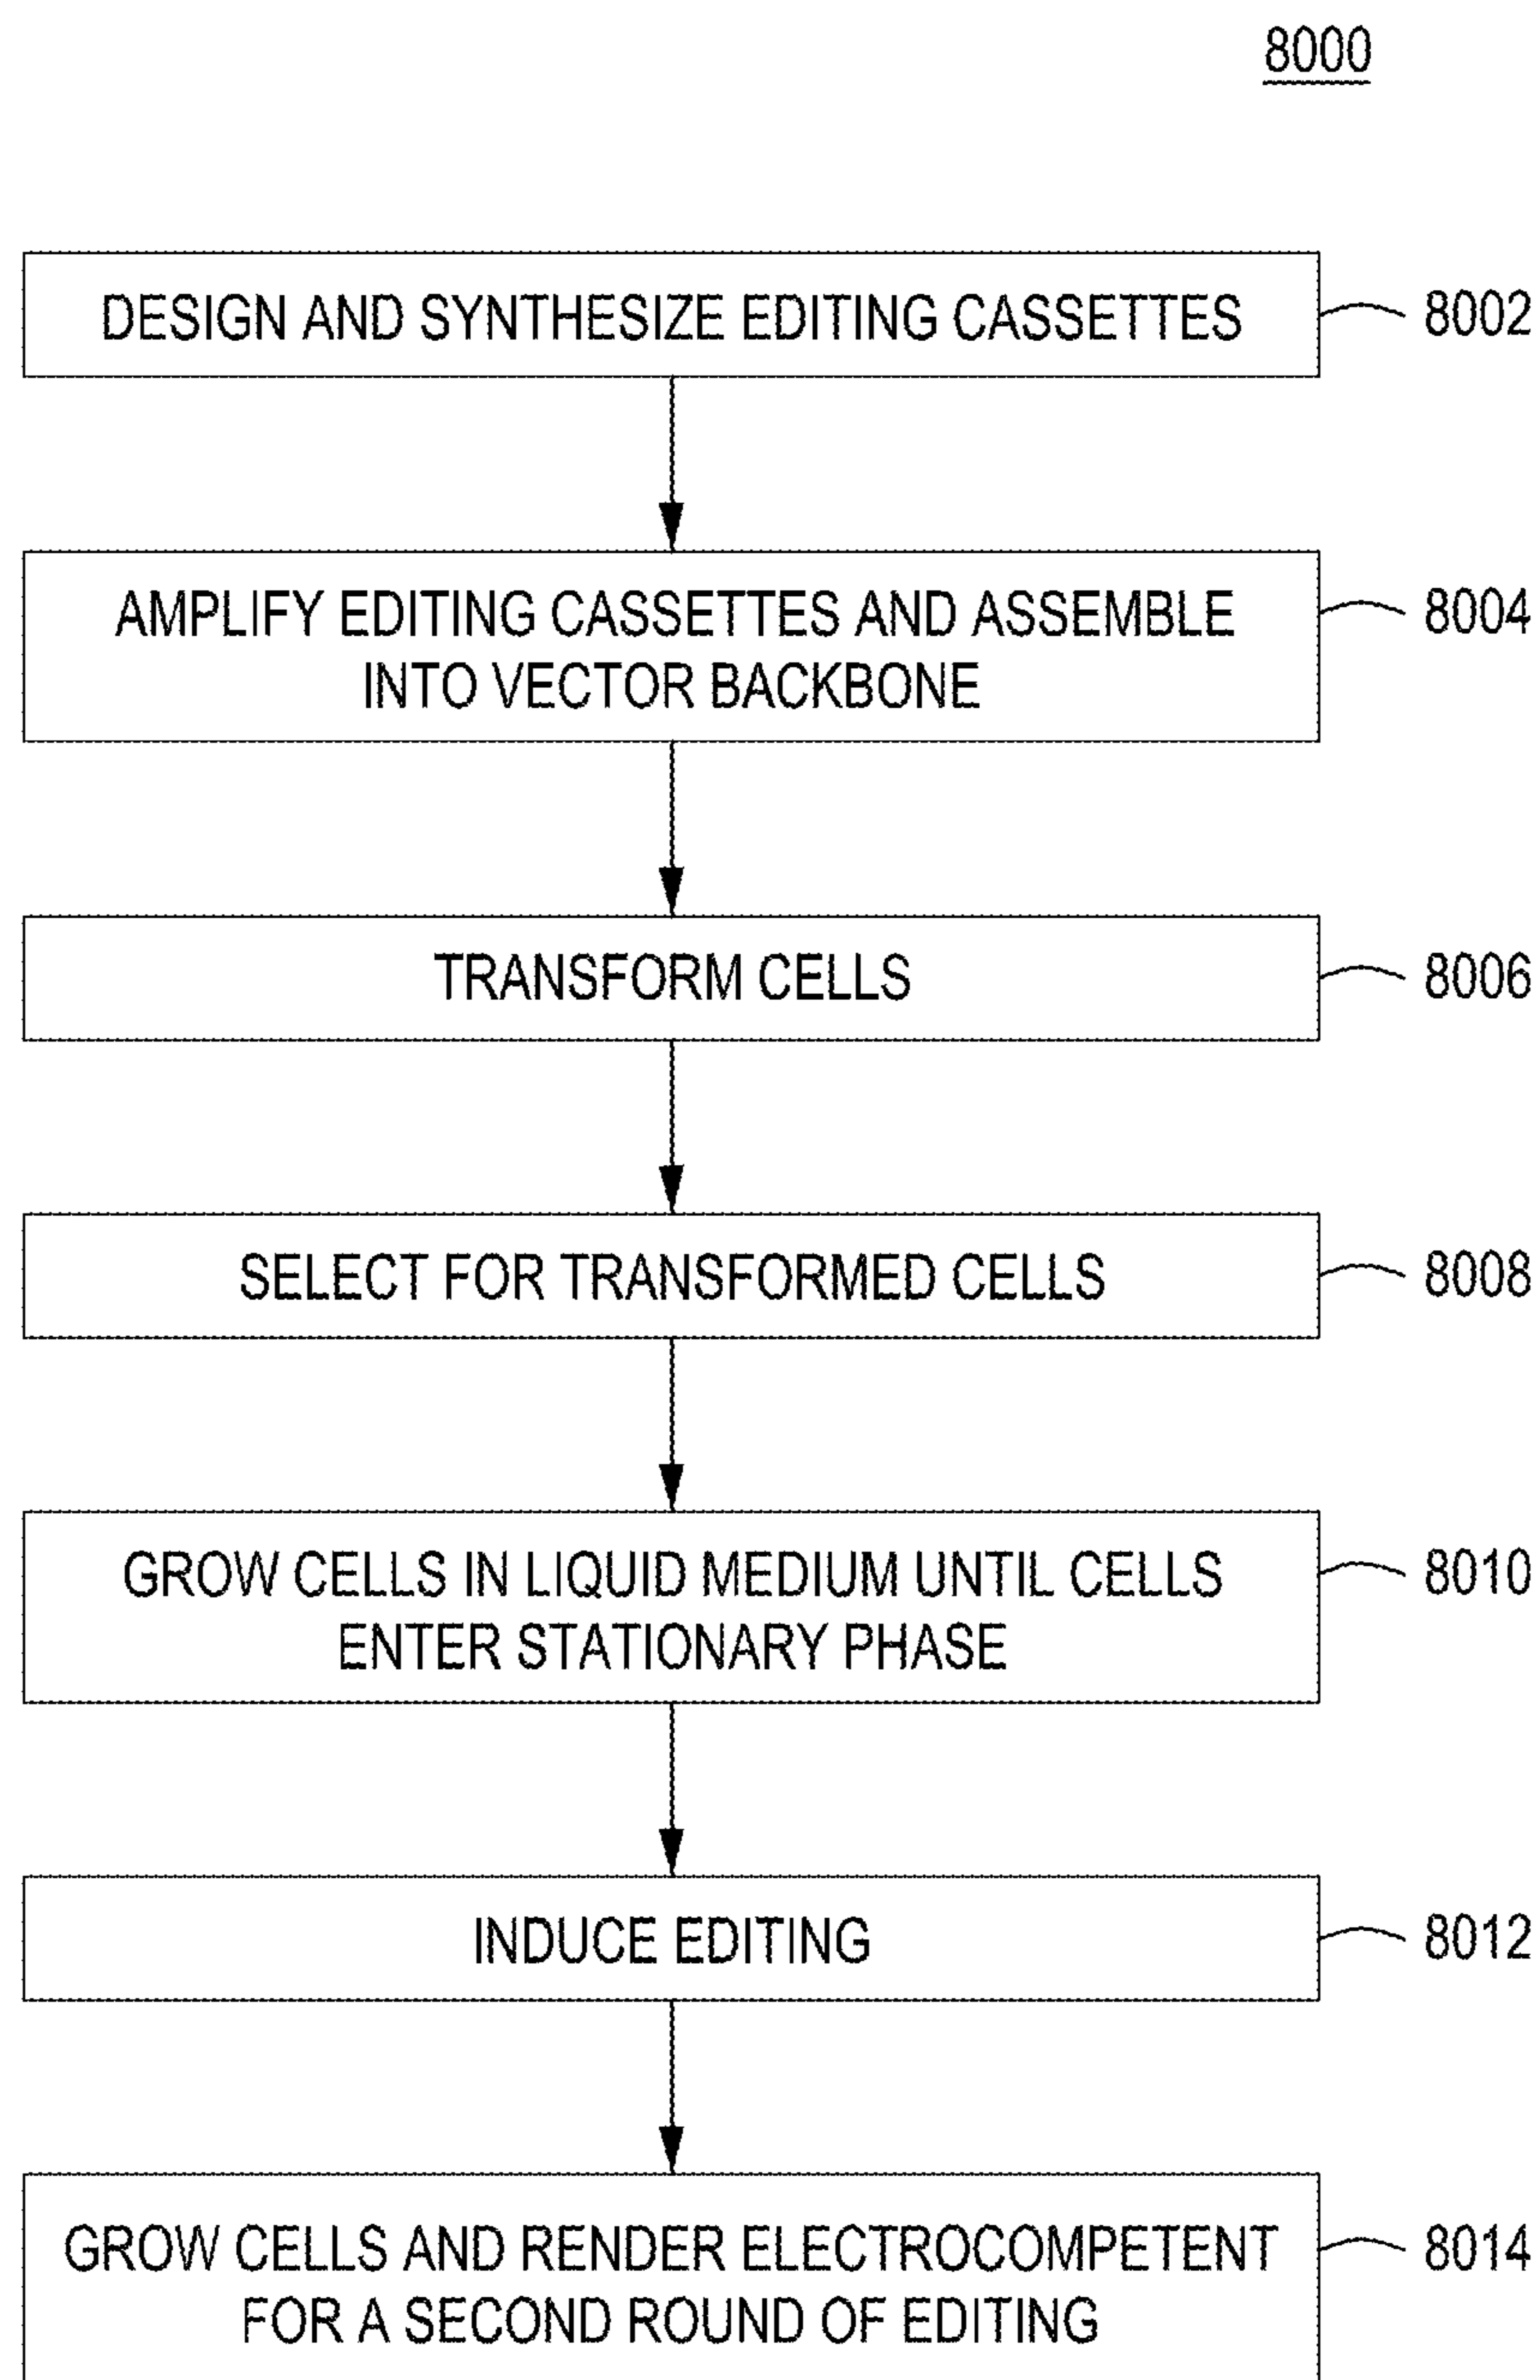 8000
DESIGN AND SYNTHESIZE EDITING CASSETTES
8002
AMPLIFY EDITING CASSETTES AND ASSEMBLE
INTO VECTOR BACKBONE
8004
TRANSFORM CELLS
8006
SELECT FOR TRANSFORMED CELLS
8008
GROW CELLS IN LIQUID MEDIUM UNTIL CELLS
ENTER STATIONARY PHASE
8010
INDUCE EDITING
8012
GROW CELLS AND RENDER ELECTROCOMPETENT
FOR A SECOND ROUND OF EDITING
8014